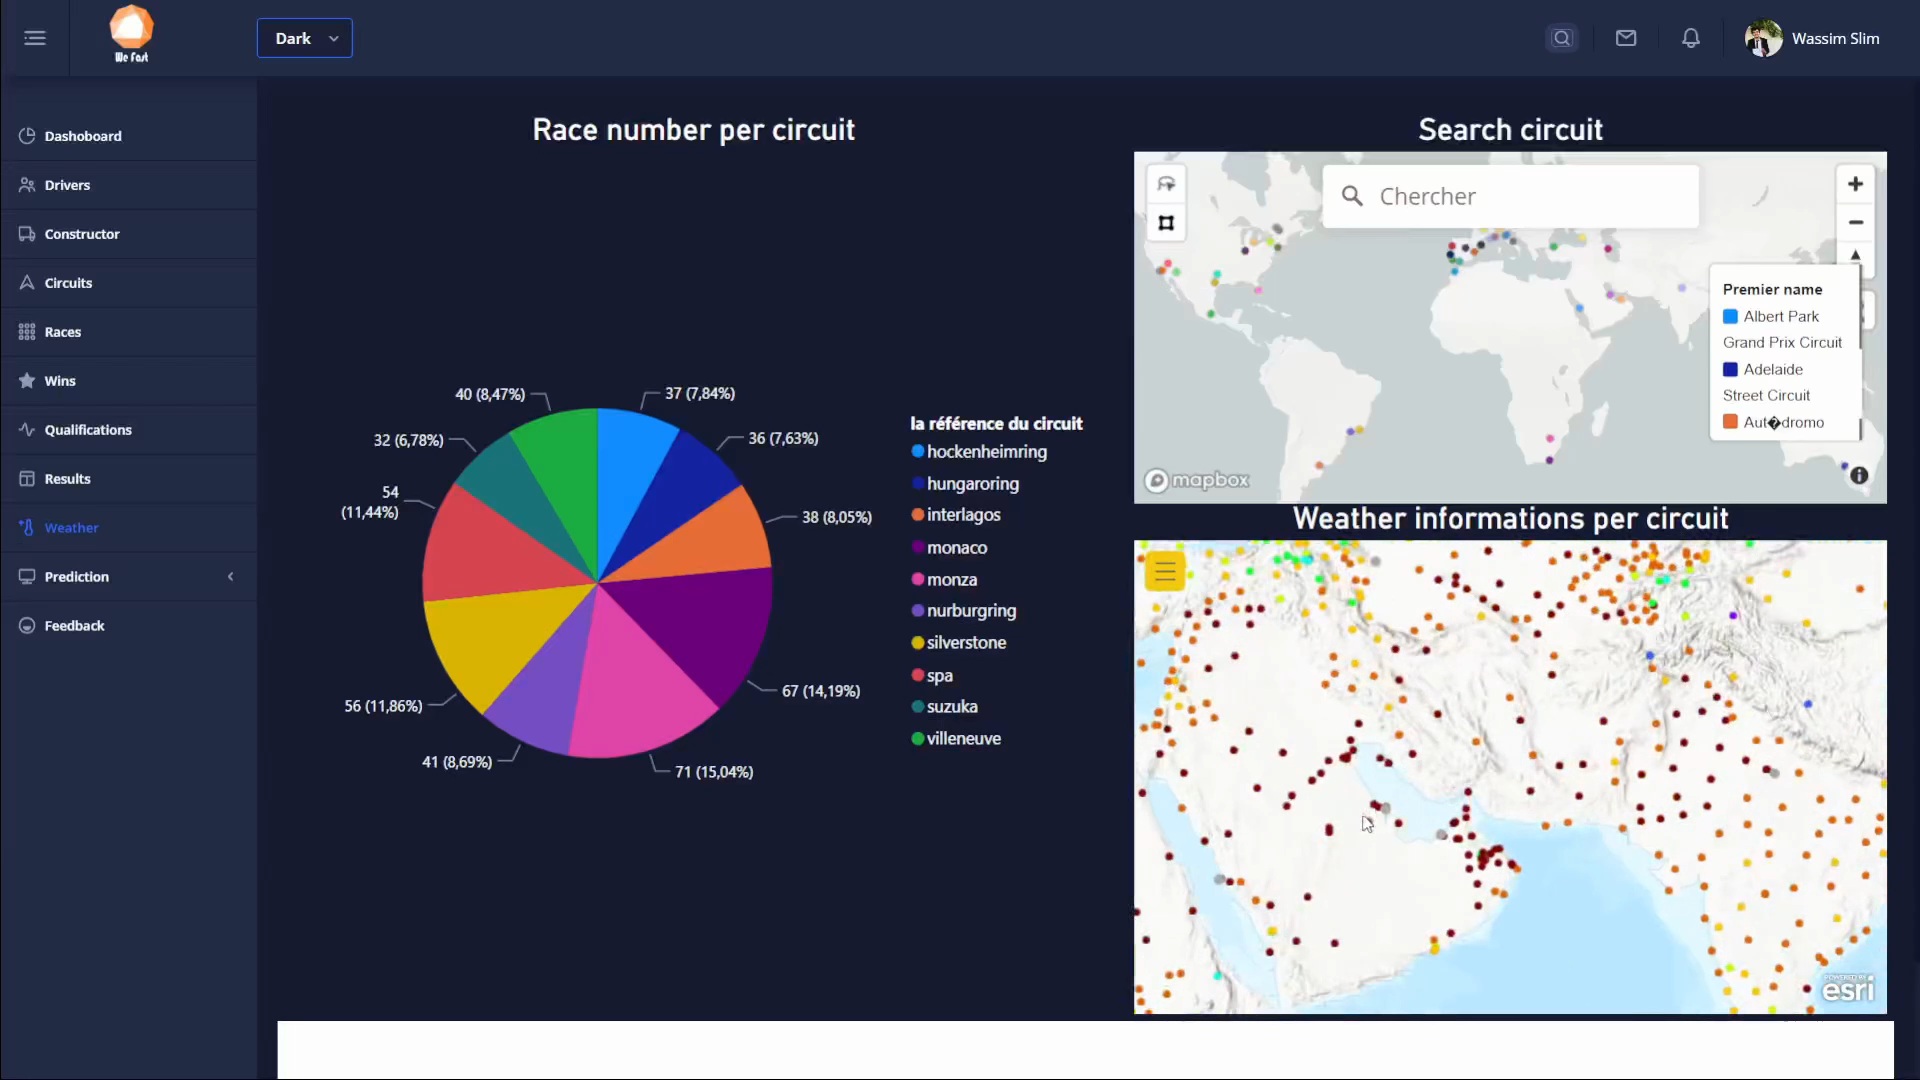 We Fast
Dark
Wassim Slim
Dashoboard
Drivers
Constructor
Circuits
Races
Wins
Qualifications
Results
Weather
Prediction
Feedback
Race number per circuit
40 (8,47%)
37 (7,84%)
32 (6,78%)
36 (7,63%)
54
(11,44%)
38 (8,05%)
56 (11,86%)
67 (14,19%)
41 (8,69%)
71 (15,04%)
la référence du circuit
hockenheimring
hungaroring
interlagos
monaco
monza
nurburgring
silverstone
spa
suzuka
villeneuve
Search circuit
Chercher
Premier name
Albert Park
Grand Prix Circuit
Adelaide
Street Circuit
Aut�dromo
mapbox
Weather informations per circuit
POWERED BY
esri